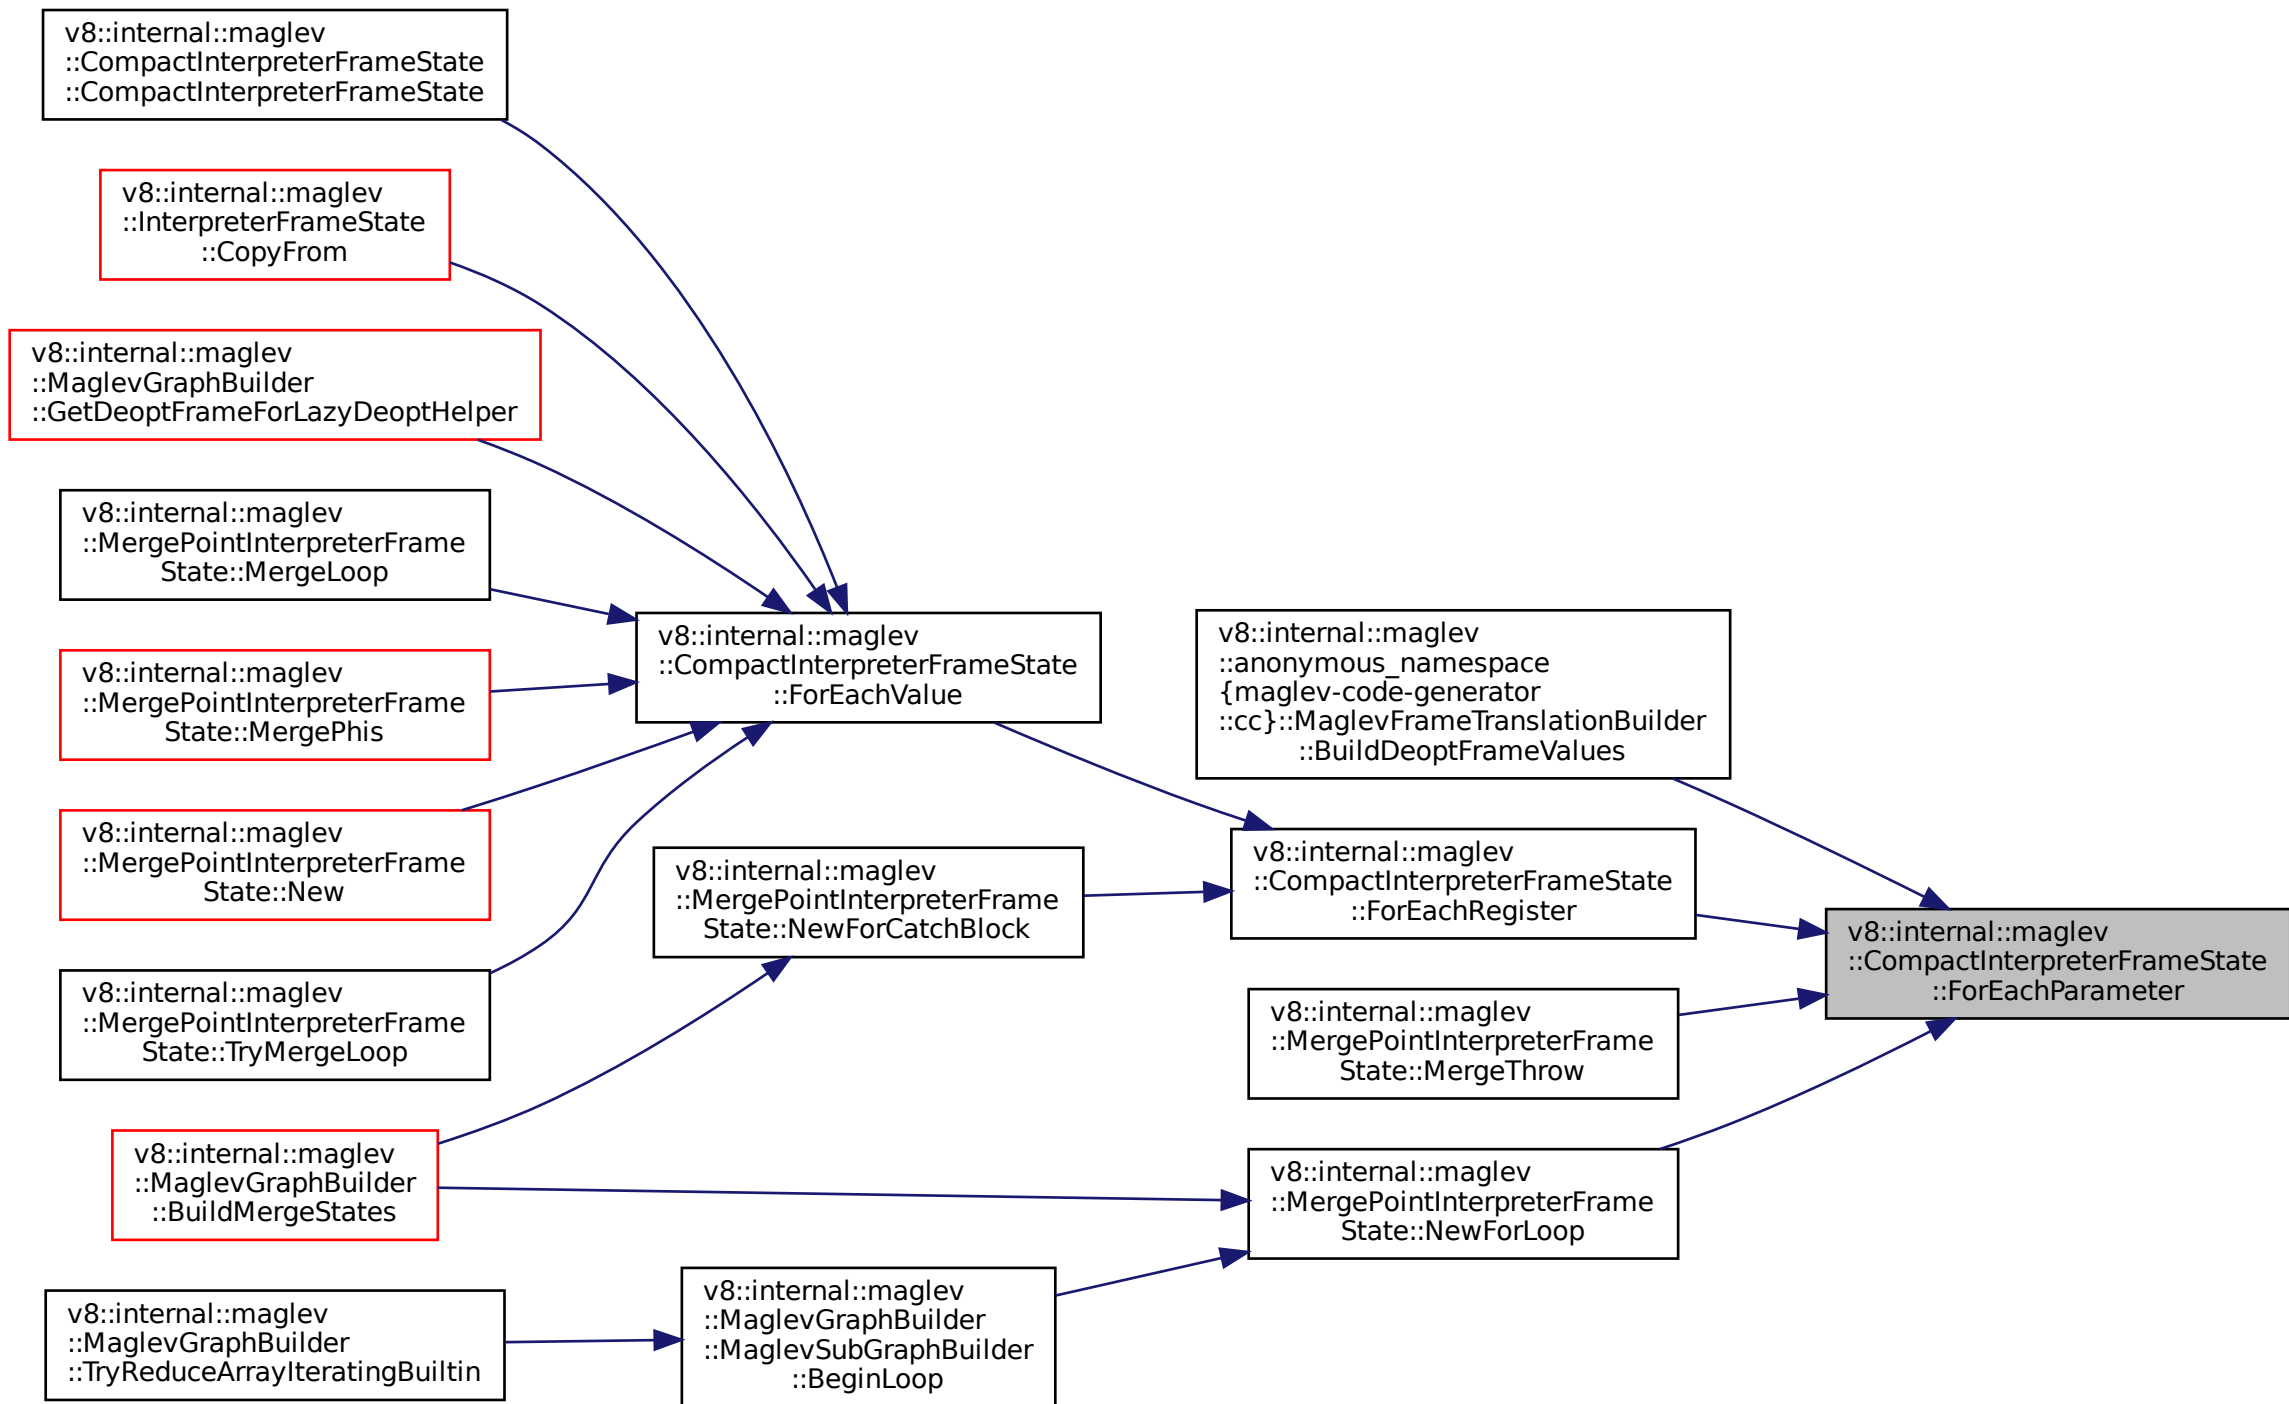 v8::internal::maglev
::CompactInterpreterFrameState
::CompactInterpreterFrameState
v8::internal::maglev
::InterpreterFrameState
::CopyFrom
v8::internal::maglev
::MaglevGraphBuilder
::GetDeoptFrameForLazyDeoptHelper
v8::internal::maglev
::MergePointInterpreterFrame
State::MergeLoop
v8::internal::maglev
::MergePointInterpreterFrame
State::MergePhis
v8::internal::maglev
::MergePointInterpreterFrame
State::New
v8::internal::maglev
::MergePointInterpreterFrame
State::TryMergeLoop
v8::internal::maglev
::MaglevGraphBuilder
::BuildMergeStates
v8::internal::maglev
::MaglevGraphBuilder
::TryReduceArrayIteratingBuiltin
v8::internal::maglev
::CompactInterpreterFrameState
::ForEachValue
v8::internal::maglev
::MergePointInterpreterFrame
State::NewForCatchBlock
v8::internal::maglev
::MaglevGraphBuilder
::MaglevSubGraphBuilder
::BeginLoop
v8::internal::maglev
::anonymous_namespace
{maglev-code-generator
::cc}::MaglevFrameTranslationBuilder
::BuildDeoptFrameValues
v8::internal::maglev
::CompactInterpreterFrameState
::ForEachRegister
v8::internal::maglev
::MergePointInterpreterFrame
State::MergeThrow
v8::internal::maglev
::MergePointInterpreterFrame
State::NewForLoop
v8::internal::maglev
::CompactInterpreterFrameState
::ForEachParameter